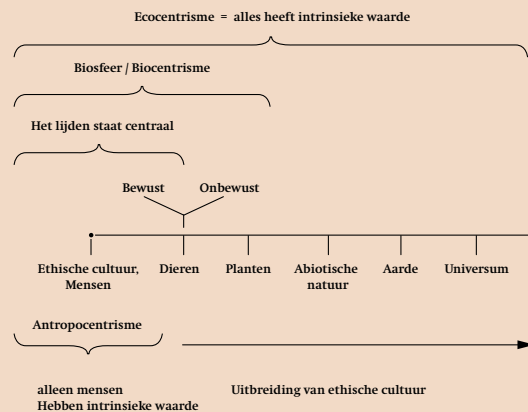 Ecocentrisme = alles heeft intrinsieke waarde
Biosfeer / Biocentrisme
Het lijden staat centraal
Bewust Onbewust
Ethische cultuur, Dieren Planten Abiotische Aarde Universum
Mensen natuur
Antropocentrisme
alleen mensen Uitbreiding van ethische cultuur
Hebben intrinsieke waarde